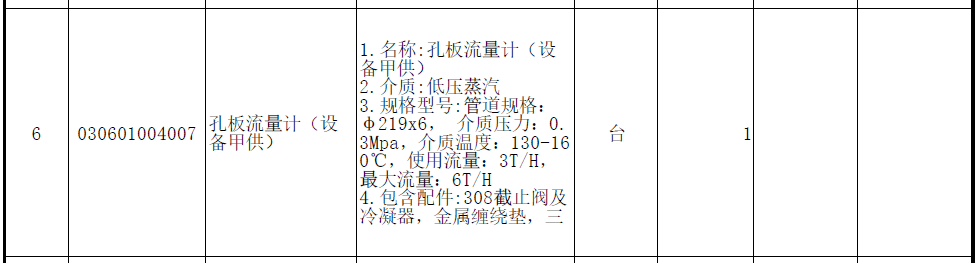 6
030601004007
孔板流量计（设
备甲供）
1.名称:孔板流量计（设
备甲供）
2.介质:低压蒸汽
3.规格型号:管道规格：
φ219x6， 介质压力：0.
3Mpa，介质温度：130-16
0℃，使用流量：3T/H，
最大流量：6T/H
4.包含配件:308截止阀及
冷凝器，金属缠绕垫，三
台
1